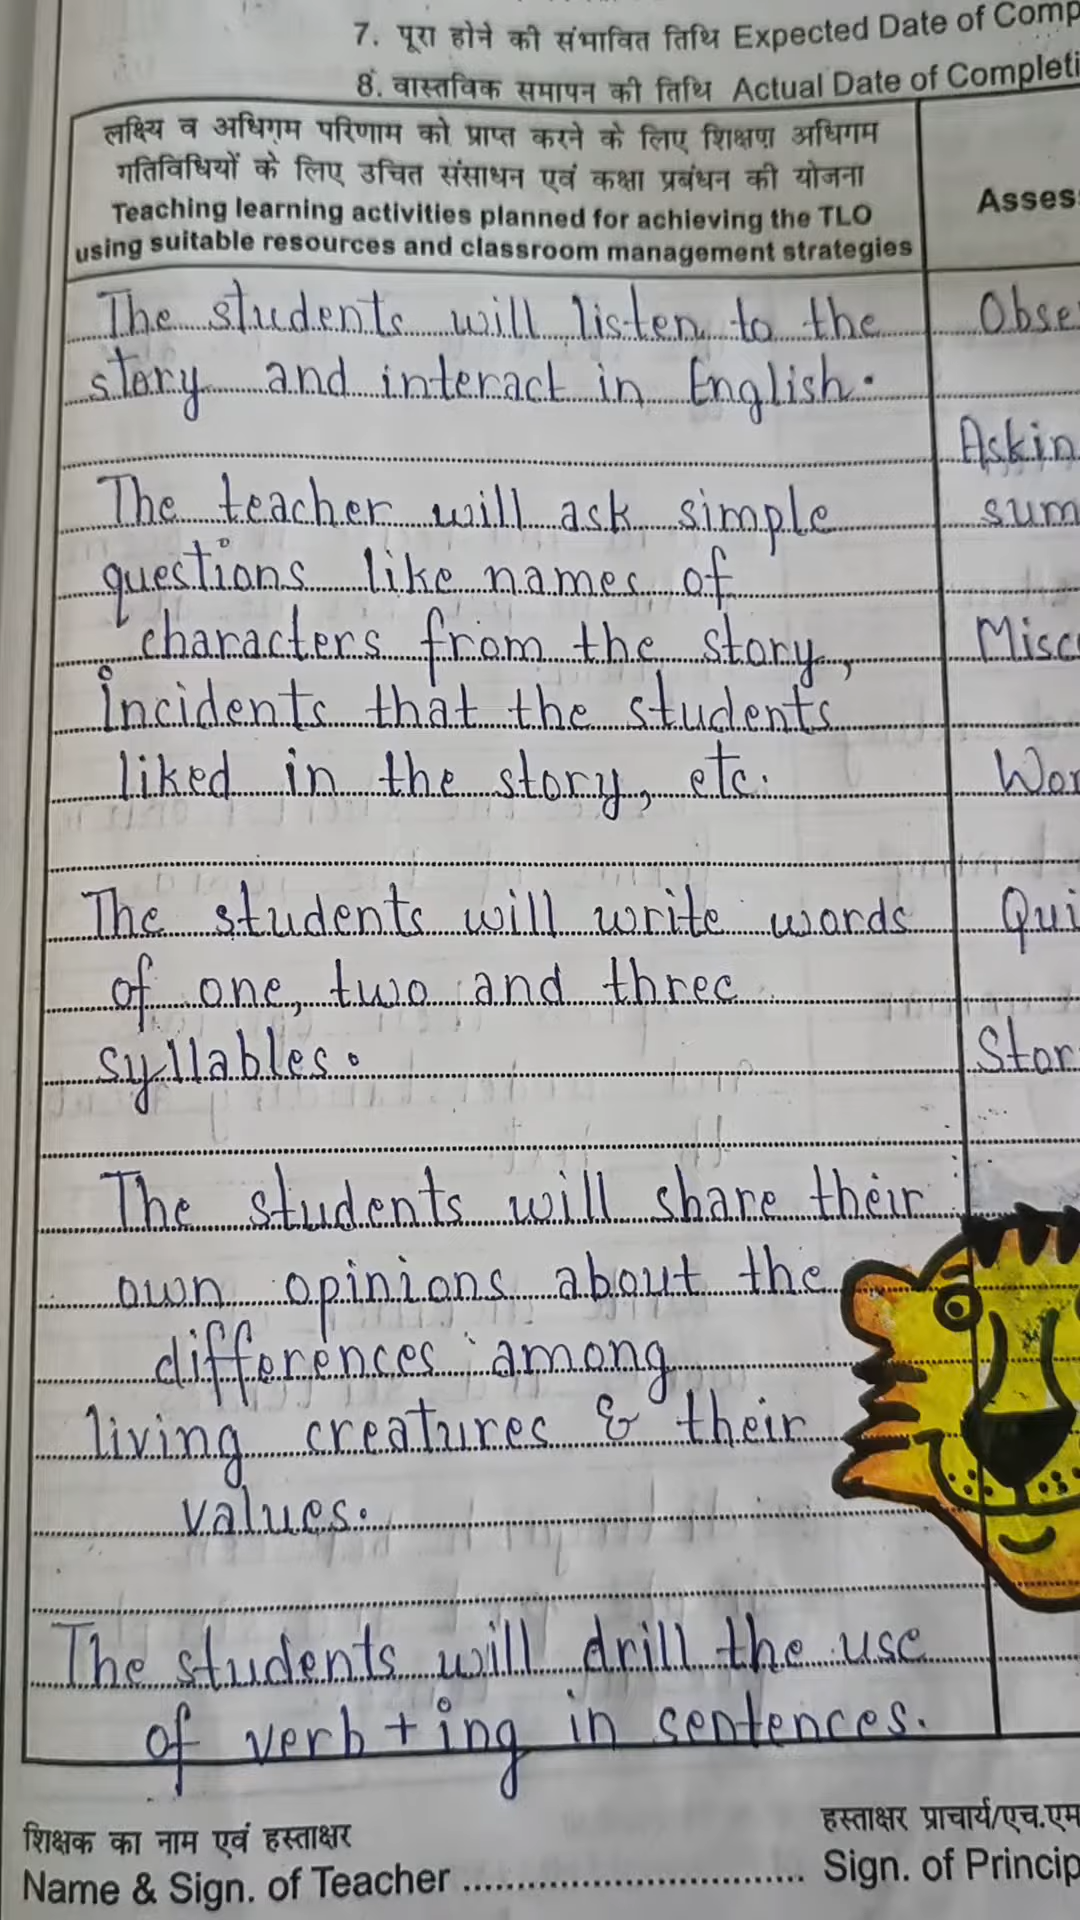 7. पूरा होने की संभावित तिथि Expected Date of Comp
8. वास्तविक समापन की तिथि Actual Date of Completi
लक्ष्यि व अधिगम परिणाम को प्राप्त करने के लिए शिक्षण अधिगम
गतिविधियों के लिए उचित संसाधन एवं कक्षा प्रबंधन की योजना
Teaching learning activities planned for achieving the TLO
using suitable resources and classroom management strategies
Asses
The students will listen to the
story and interact in English.
Obse
Askin
The teacher will ask simple
sum
questions like names of
characters from the story,
Misc
incidents that the students
liked in the story, etc.
Wor
The students will write words
Qui
of one, two and three
syllables.
Stor
The students will share their
own opinions about the
differences among
living creatures & their
values.
The students will drill the use
of verb + ing in sentences.
शिक्षक का नाम एवं हस्ताक्षर
हस्ताक्षर प्राचार्य/एच.एम
Name & Sign. of Teacher ..............................
Sign. of Princip